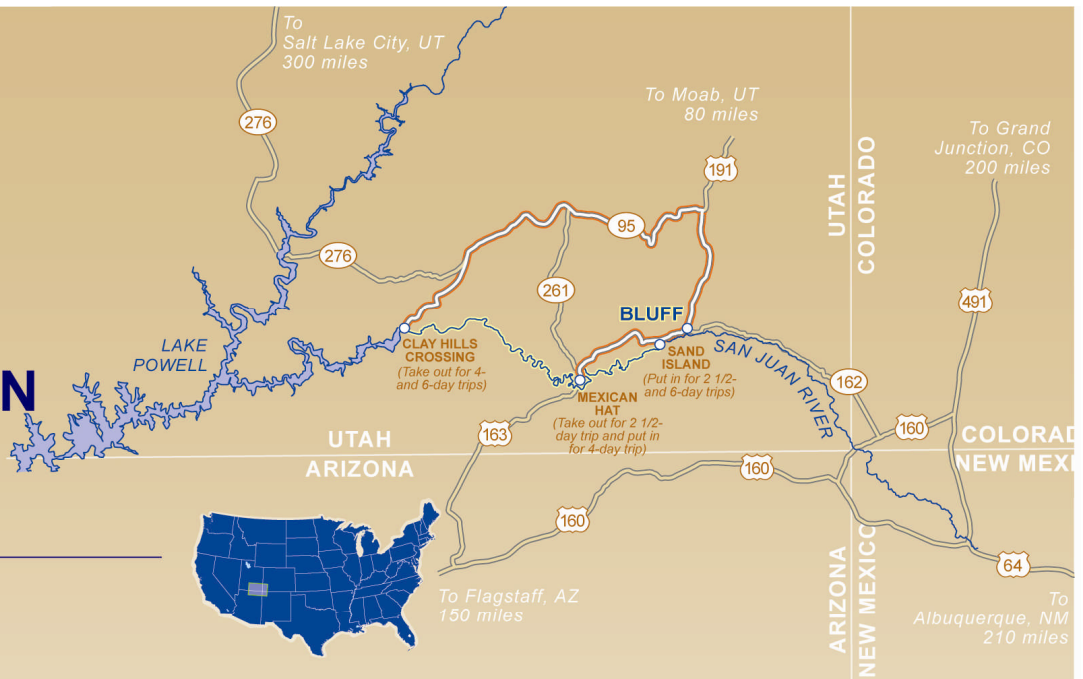 To
Salt Lake City, UT
300 miles
276
To Moab, UT
80 miles
191
To Grand
Junction, CO
200 miles
UTAH
COLORADO
95
276
261
491
BLUFF
LAKE
POWELL
CLAY HILLS
CROSSING
(Take out for 4-
and 6-day trips)
SAND
ISLAND
(Put in for 2 1/2-
and 6-day trips)
SAN JUAN RIVER
162
N
MEXICAN
HAT
(Take out for 2 1/2-
day trip and put in
for 4-day trip)
163
160
UTAH
ARIZONA
COLORAD
NEW MEXI
160
160
ARIZONA
NEW MEXICO
64
To Flagstaff, AZ
150 miles
To
Albuquerque, NM
210 miles